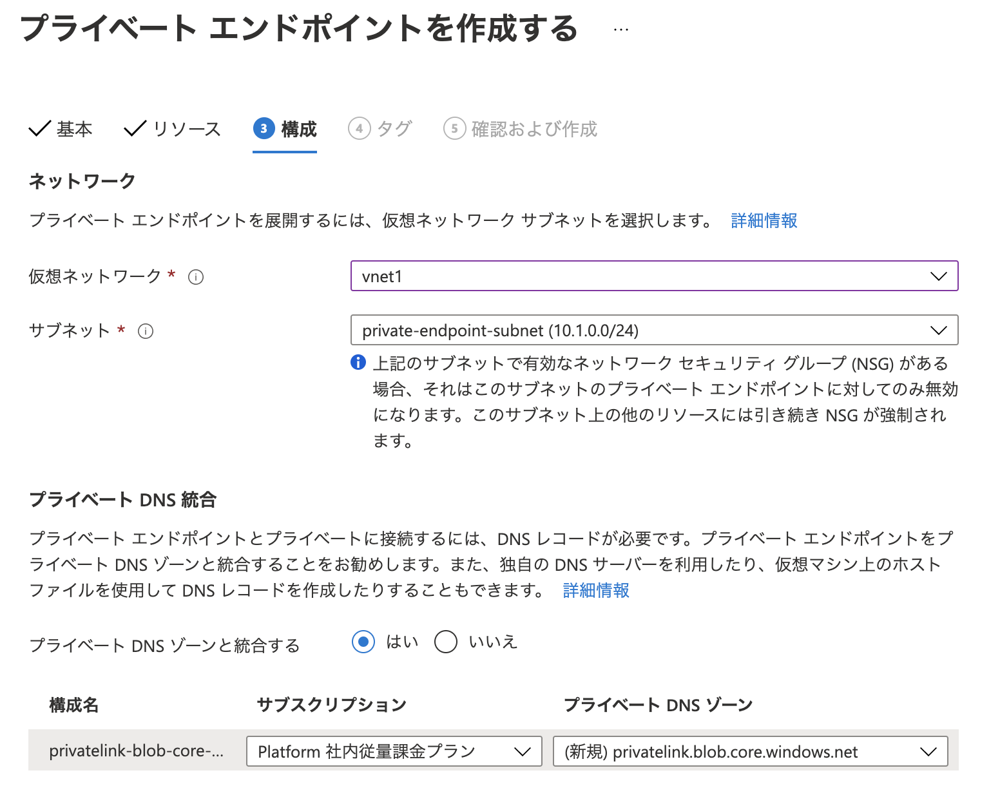 プライベート エンドポイントを作成する ...
基本 リソース 3 構成 4 タグ 5 確認および作成
ネットワーク
プライベート エンドポイントを展開するには、仮想ネットワーク サブネットを選択します。 詳細情報
仮想ネットワーク * vnet1
サブネット * private-endpoint-subnet (10.1.0.0/24)
上記のサブネットで有効なネットワーク セキュリティ グループ (NSG) がある
場合、それはこのサブネットのプライベート エンドポイントに対してのみ無効
になります。このサブネット上の他のリソースには引き続き NSG が強制され
ます。
プライベート DNS 統合
プライベート エンドポイントとプライベートに接続するには、DNS レコードが必要です。プライベート エンドポイントをプ
ライベート DNS ゾーンと統合することをお勧めします。また、独自の DNS サーバーを利用したり、仮想マシン上のホスト
ファイルを使用して DNS レコードを作成したりすることもできます。 詳細情報
プライベート DNS ゾーンと統合する はい いいえ
構成名 サブスクリプション プライベート DNS ゾーン
privatelink-blob-core-... Platform 社内従量課金プラン (新規) privatelink.blob.core.windows.net